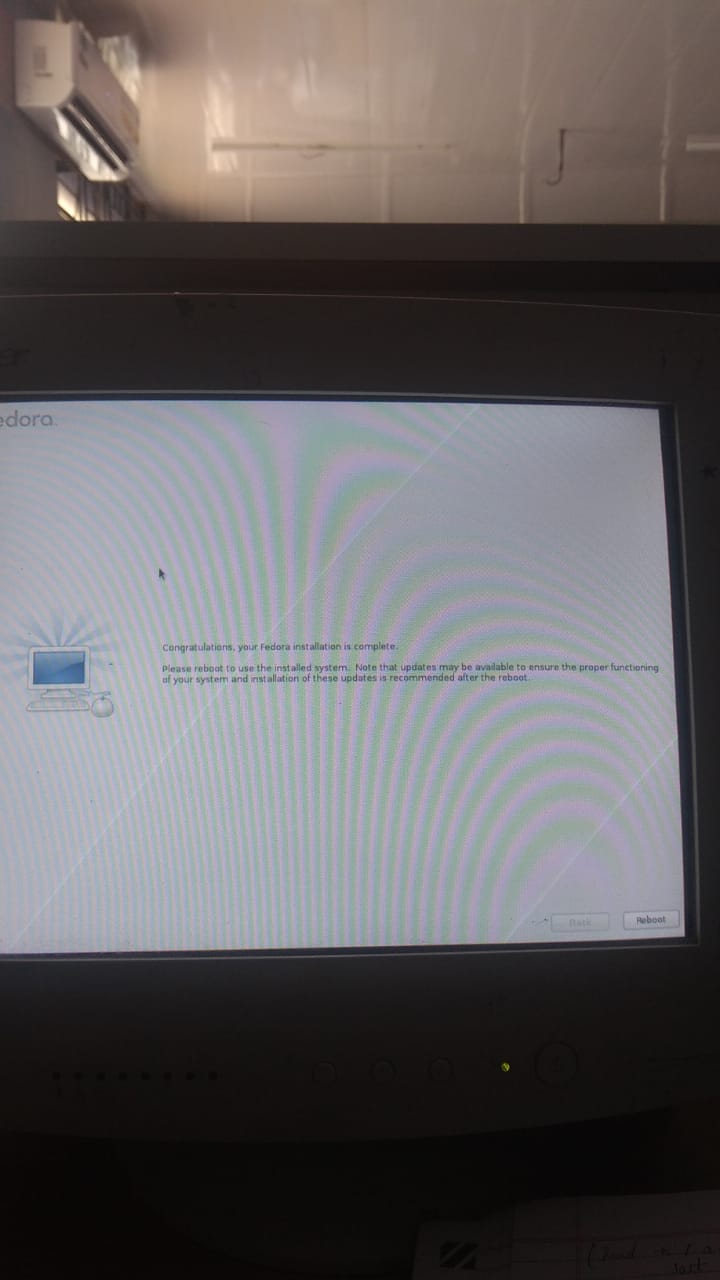 edora
Congratulations, your Fedora installation is complete.
Please reboot to use the installed system. Note that updates may be available to ensure the proper functioning
of your system and installation of these updates is recommended after the reboot.
Back
Reboot